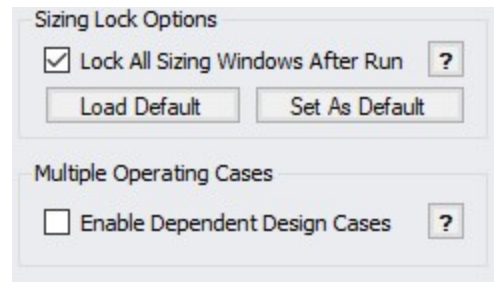 Sizing Lock Options
Lock All Sizing Windows After Run ?
Load Default Set As Default
Multiple Operating Cases
Enable Dependent Design Cases ?